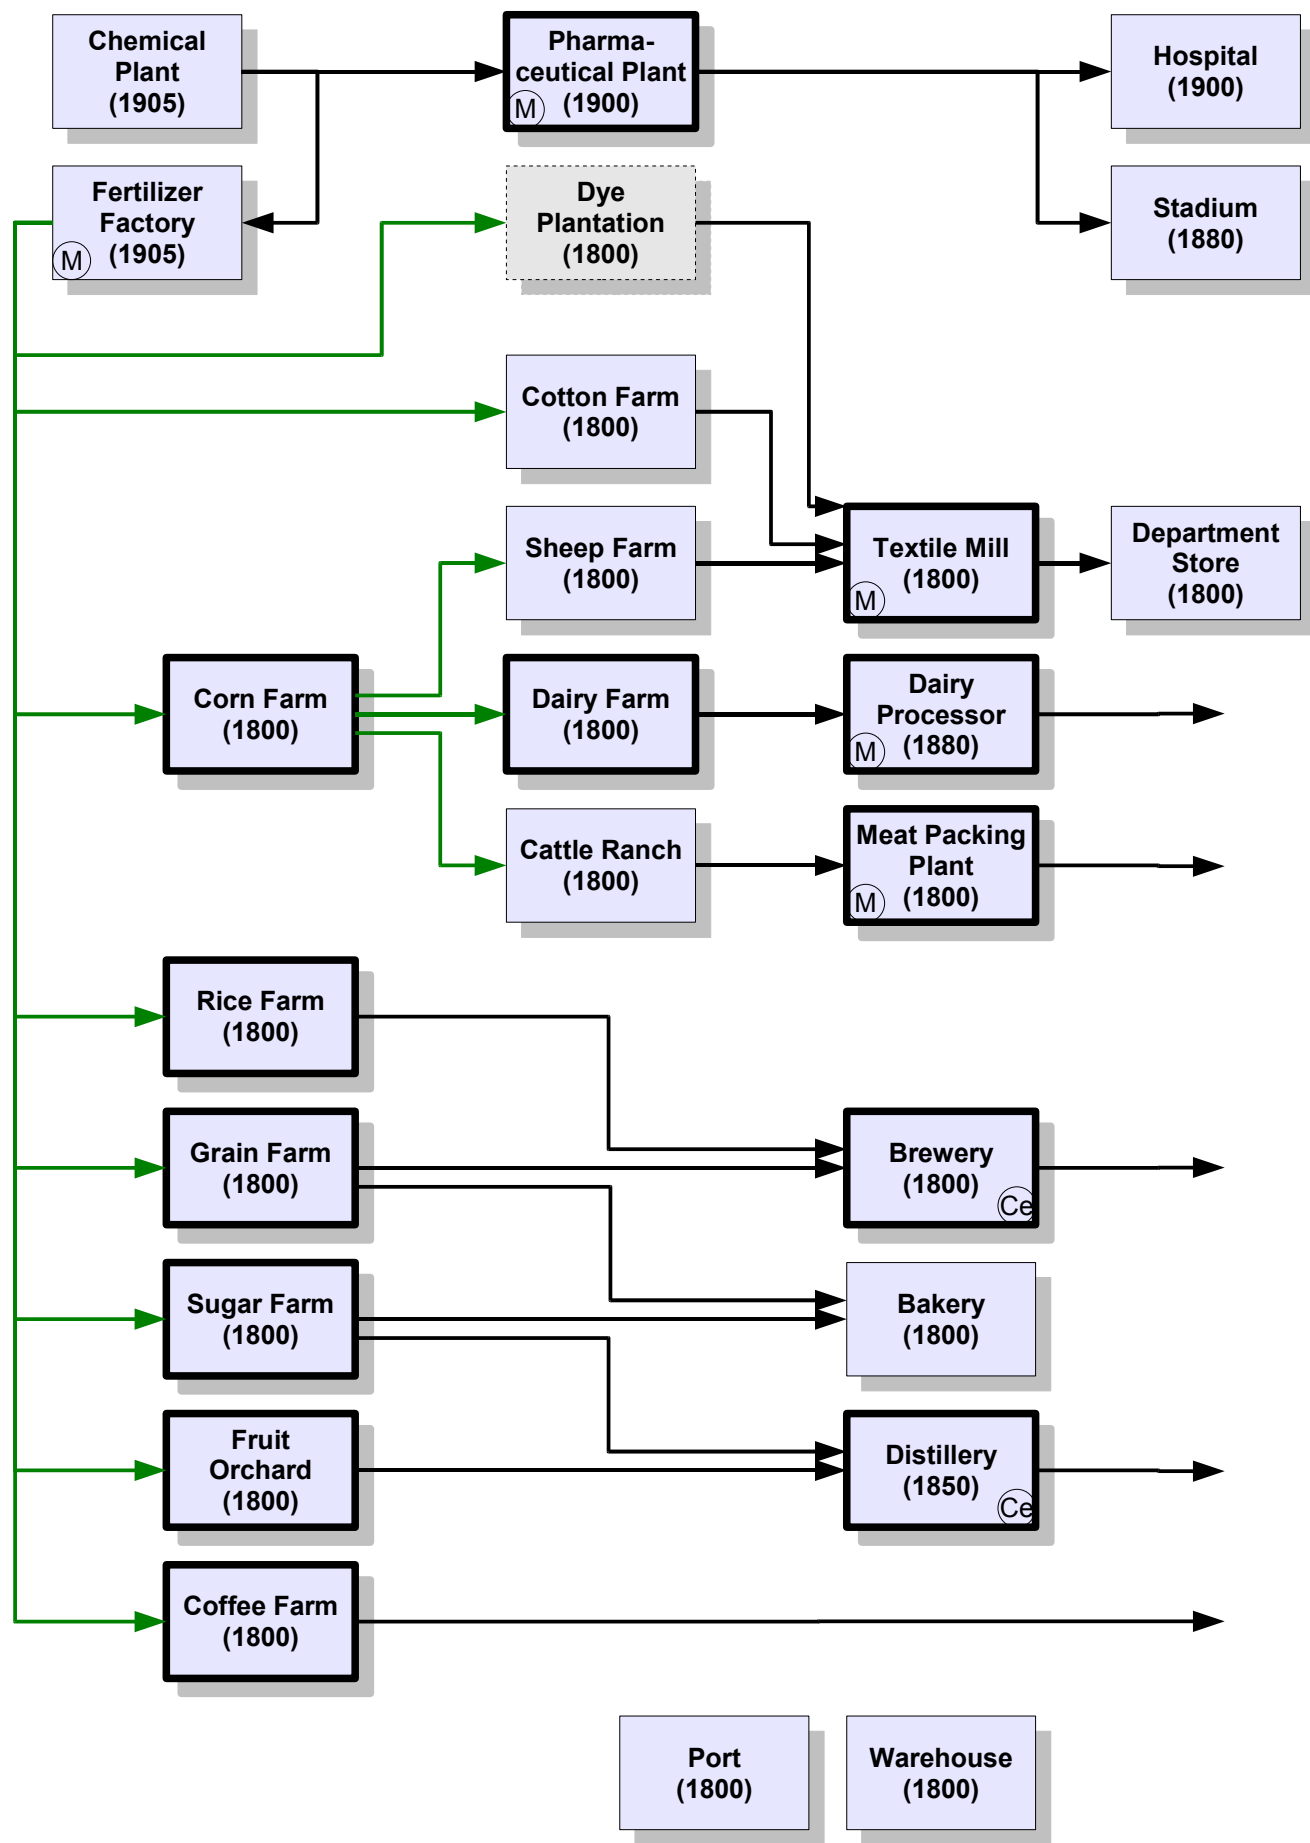 Chemical
Plant
(1905)
Pharma-
ceutical Plant
(1900)
M
Hospital
(1900)
Fertilizer
Factory
(1905)
M
Dye
Plantation
(1800)
Stadium
(1880)
Cotton Farm
(1800)
Sheep Farm
(1800)
Textile Mill
(1800)
M
Department
Store
(1800)
Corn Farm
(1800)
Dairy Farm
(1800)
Dairy
Processor
(1880)
M
Cattle Ranch
(1800)
Meat Packing
Plant
(1800)
M
Rice Farm
(1800)
Grain Farm
(1800)
Brewery
(1800)
Ce
Sugar Farm
(1800)
Bakery
(1800)
Fruit
Orchard
(1800)
Distillery
(1850)
Ce
Coffee Farm
(1800)
Port
(1800)
Warehouse
(1800)